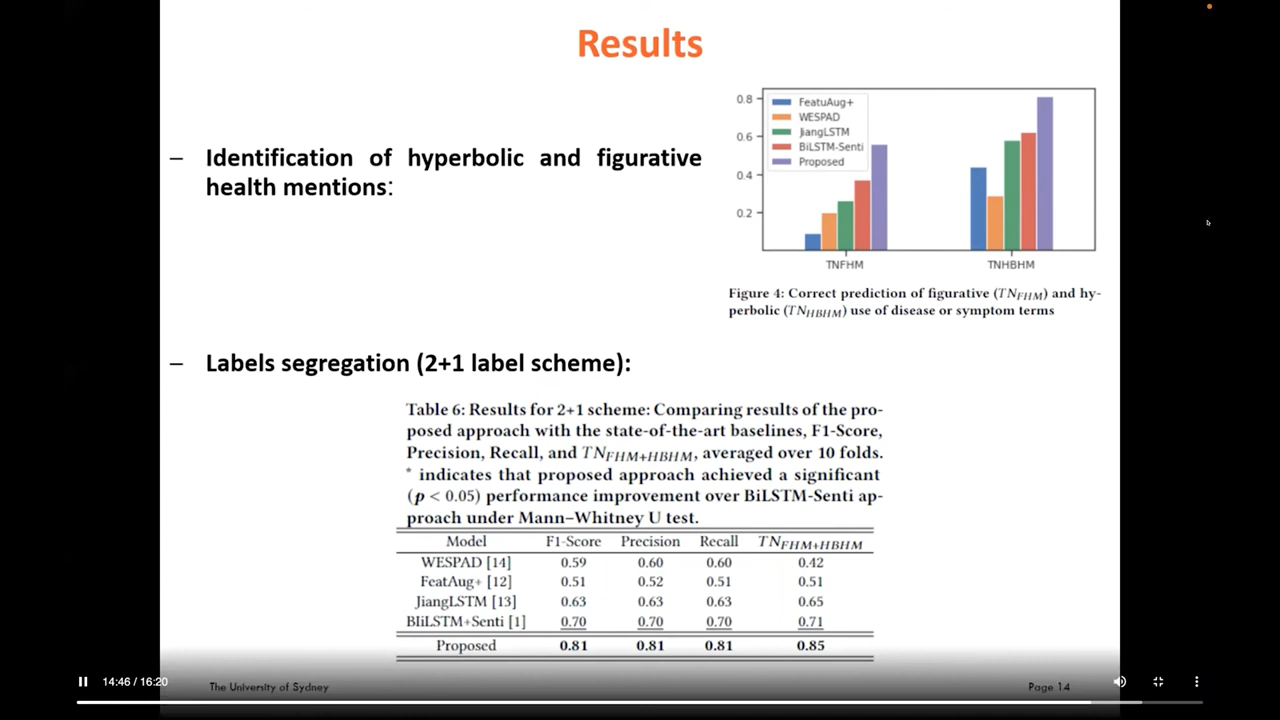 Results
– Identification of hyperbolic and figurative
health mentions:
0.8
0.6
0.4
0.2
FeatuAug+
WESPAD
JiangLSTM
BiLSTM-Senti
Proposed
TNFHM
TNHBHM
Figure 4: Correct prediction of figurative (TN_FHM) and hy-
perbolic (TN_HBHM) use of disease or symptom terms
– Labels segregation (2+1 label scheme):
Table 6: Results for 2+1 scheme: Comparing results of the pro-
posed approach with the state-of-the-art baselines, F1-Score,
Precision, Recall, and TN_FHM+HBHM, averaged over 10 folds.
* indicates that proposed approach achieved a significant
(p < 0.05) performance improvement over BiLSTM-Senti ap-
proach under Mann–Whitney U test.
Model F1-Score Precision Recall TN_FHM+HBHM
WESPAD [14] 0.59 0.60 0.60 0.42
FeatAug+ [12] 0.51 0.52 0.51 0.51
JiangLSTM [13] 0.63 0.63 0.63 0.65
BIiLSTM+Senti [1] 0.70 0.70 0.70 0.71
Proposed 0.81 0.81 0.81 0.85
14:46 / 16:20
The University of Sydney
Page 14